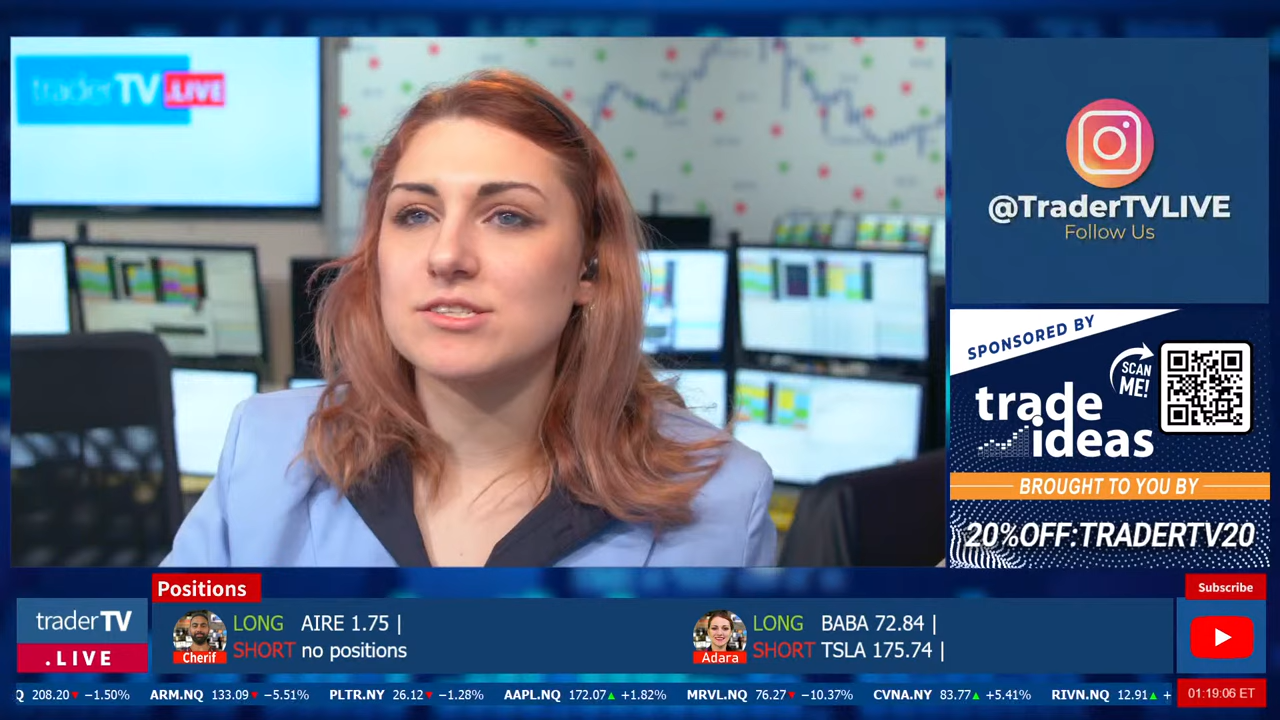 traderTV.LIVE
@TraderTVLIVE
Follow Us
SPONSORED BY
SCAN
ME!
trade
ideas
BROUGHT TO YOU BY
20%OFF:TRADERTV20
Positions
Subscribe
traderTV
.LIVE
Cherif
LONG AIRE 1.75 |
SHORT no positions
Adara
LONG BABA 72.84 |
SHORT TSLA 175.74 |
Q 208.20▼ −1.50% ARM.NQ 133.09▼ −5.51% PLTR.NY 26.12▼ −1.28% AAPL.NQ 172.07▲ +1.82% MRVL.NQ 76.27▼ −10.37% CVNA.NY 83.77▲ +5.41% RIVN.NQ 12.91▲ +
01:19:06 ET